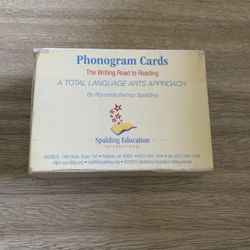 Phonogram Cards
The Writing Road to Reading
A TOTAL LANGUAGE ARTS APPROACH
By Romalda Bishop Spalding
Spalding Education
INTERNATIONAL